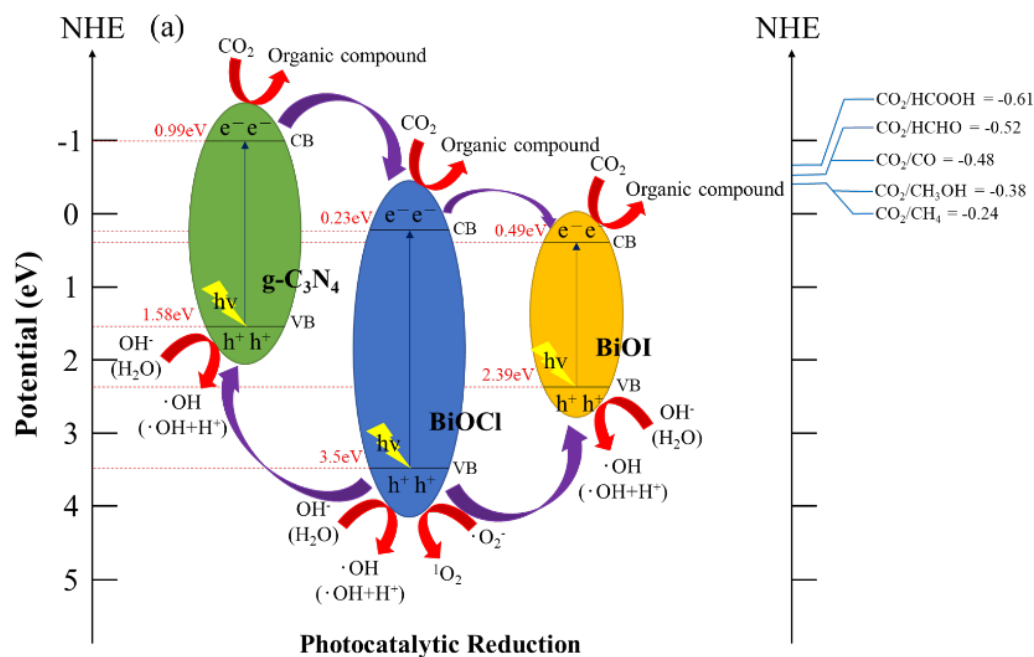 NHE
(a)
NHE
CO₂
Organic compound
CO₂/HCOOH = -0.61
CO₂/HCHO = -0.52
CO₂/CO = -0.48
CO₂/CH₃OH = -0.38
CO₂/CH₄ = -0.24
-1
0
1
2
3
4
5
Potential (eV)
0.99eV
e⁻ e⁻
CB
g-C₃N₄
hν
1.58eV
VB
h⁺ h⁺
OH⁻
(H₂O)
·OH
(·OH+H⁺)
CO₂
Organic compound
0.23eV
e⁻ e⁻
CB
BiOCl
hν
3.5eV
VB
h⁺ h⁺
OH⁻
(H₂O)
·OH
(·OH+H⁺)
¹O₂
·O₂⁻
CO₂
Organic compound
0.49eV
e⁻ e⁻
CB
BiOI
hν
2.39eV
VB
h⁺ h⁺
OH⁻
(H₂O)
·OH
(·OH+H⁺)
Photocatalytic Reduction